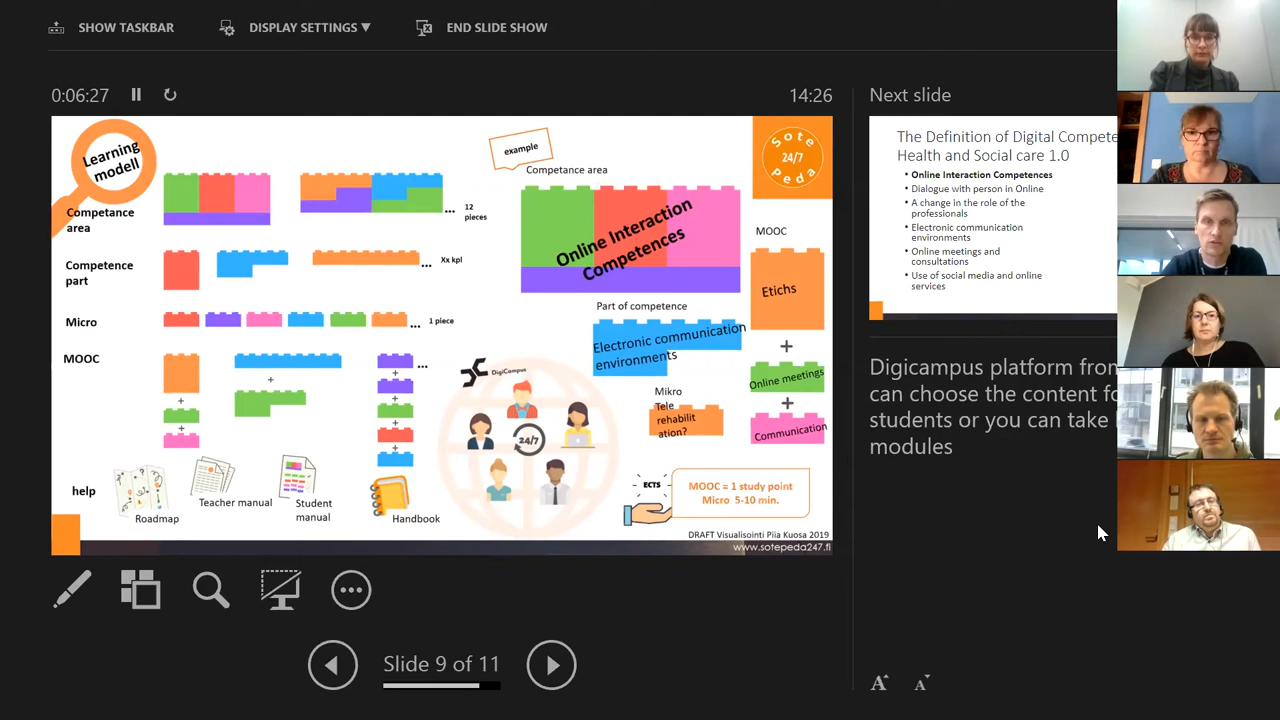 SHOW TASKBAR
DISPLAY SETTINGS ▼
END SLIDE SHOW
0:06:27
14:26
Next slide
Learning
modell
example
Competance area
Sote
24/7
Peda
Competance
area
12
pieces
Online Interaction
Competences
MOOC
Competence
part
Xx kpl
Etichs
Part of competence
Micro
1 piece
Electronic communication
environments
MOOC
DigiCampus
Online meetings
Mikro
Tele
rehabilit
ation?
Communication
24/7
help
Roadmap
Teacher manual
Student
manual
Handbook
ECTS
MOOC = 1 study point
Micro 5-10 min.
DRAFT Visualisointi Piia Kuosa 2019
www.sotepeda247.fi
The Definition of Digital Compete
Health and Social care 1.0
• Online Interaction Competences
• Dialogue with person in Online
• A change in the role of the
professionals
• Electronic communication
environments
• Online meetings and
consultations
• Use of social media and online
services
Digicampus platform from
can choose the content fo
students or you can take
modules
Slide 9 of 11
A A